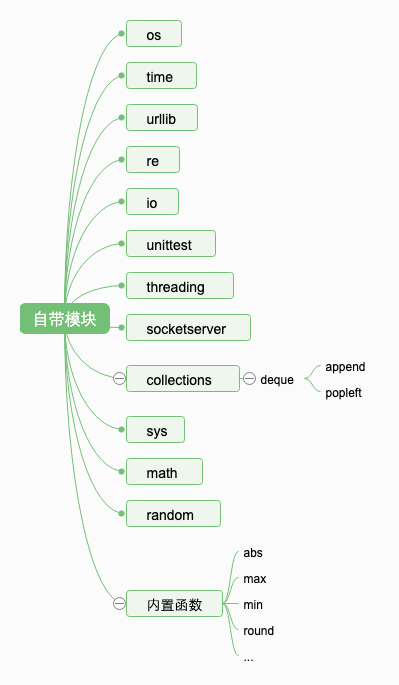 自带模块
os
time
urllib
re
io
unittest
threading
socketserver
collections
deque
append
popleft
sys
math
random
内置函数
abs
max
min
round
...